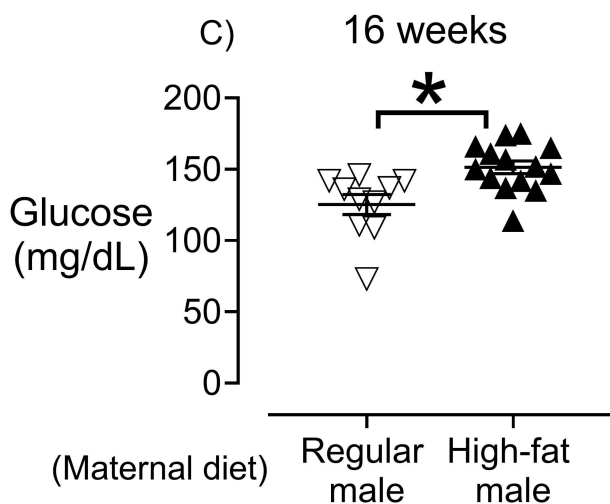 C) 16 weeks
*
200
150
100
50
0
Glucose
(mg/dL)
(Maternal diet)
Regular
male
High-fat
male